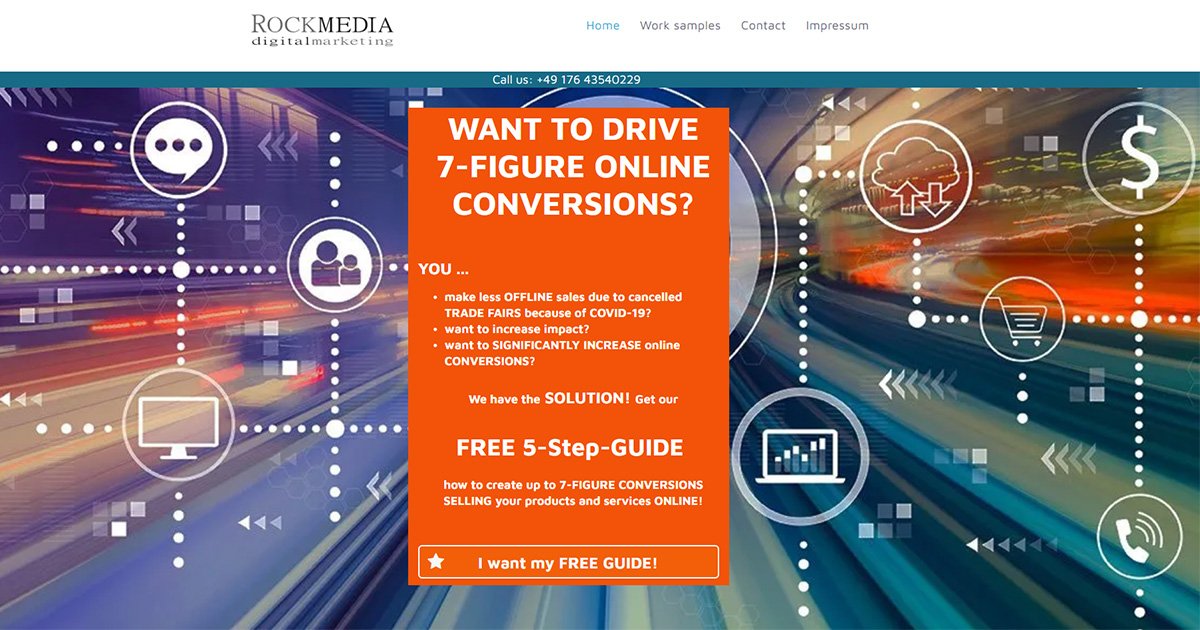 ROCKMEDIA
digitalmarketing
Home Work samples Contact Impressum
Call us: +49 176 43540229
WANT TO DRIVE
7-FIGURE ONLINE
CONVERSIONS?
YOU ...
• make less OFFLINE sales due to cancelled
TRADE FAIRS because of COVID-19?
• want to increase impact?
• want to SIGNIFICANTLY INCREASE online
CONVERSIONS?
We have the SOLUTION! Get our
FREE 5-Step-GUIDE
how to create up to 7-FIGURE CONVERSIONS
SELLING your products and services ONLINE!
I want my FREE GUIDE!